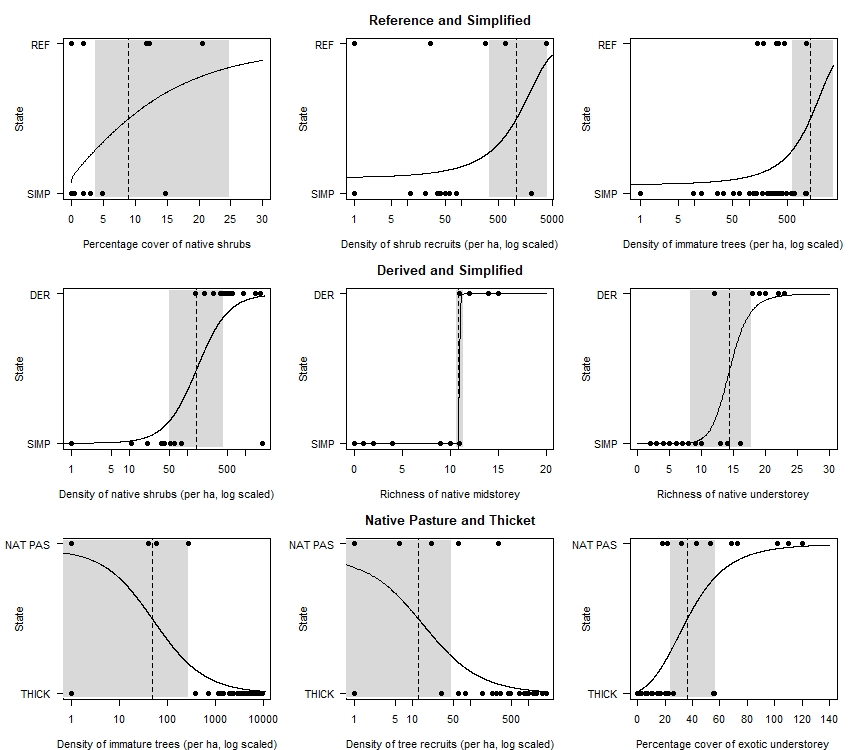 Reference and Simplified
REF
SIMP
State
0 5 10 15 20 25 30
Percentage cover of native shrubs
REF
SIMP
State
1 5 50 500 5000
Density of shrub recruits (per ha, log scaled)
REF
SIMP
State
1 5 50 500
Density of immature trees (per ha, log scaled)
Derived and Simplified
DER
SIMP
State
1 5 10 50 500
Density of native shrubs (per ha, log scaled)
DER
SIMP
State
0 5 10 15 20
Richness of native midstorey
DER
SIMP
State
0 5 10 15 20 25 30
Richness of native understorey
Native Pasture and Thicket
NAT PAS
THICK
State
1 10 100 1000 10000
Density of immature trees (per ha, log scaled)
NAT PAS
THICK
State
1 5 10 50 500
Density of tree recruits (per ha, log scaled)
NAT PAS
THICK
State
0 20 40 60 80 100 120 140
Percentage cover of exotic understorey